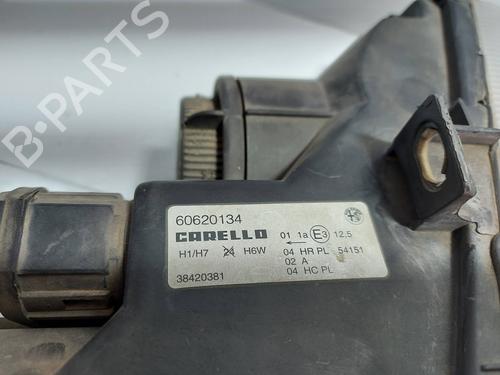 B-PARTS
60620134
CARELLO 01 1a E3 12,5
H1/H7 24 H6W 04 HR PL 54151
02 A
38420381 04 HC PL